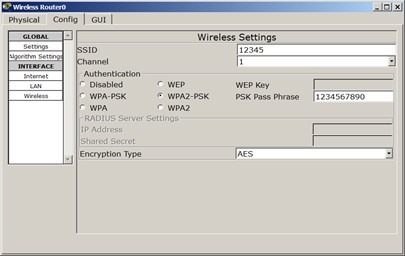 Wireless Router0
Physical Config GUI
GLOBAL
Settings
Algorithm Settings
INTERFACE
Internet
LAN
Wireless
Wireless Settings
SSID 12345
Channel 1
Authentication
Disabled WEP WEP Key
WPA-PSK WPA2-PSK PSK Pass Phrase 1234567890
WPA WPA2
RADIUS Server Settings
IP Address
Shared Secret
Encryption Type AES